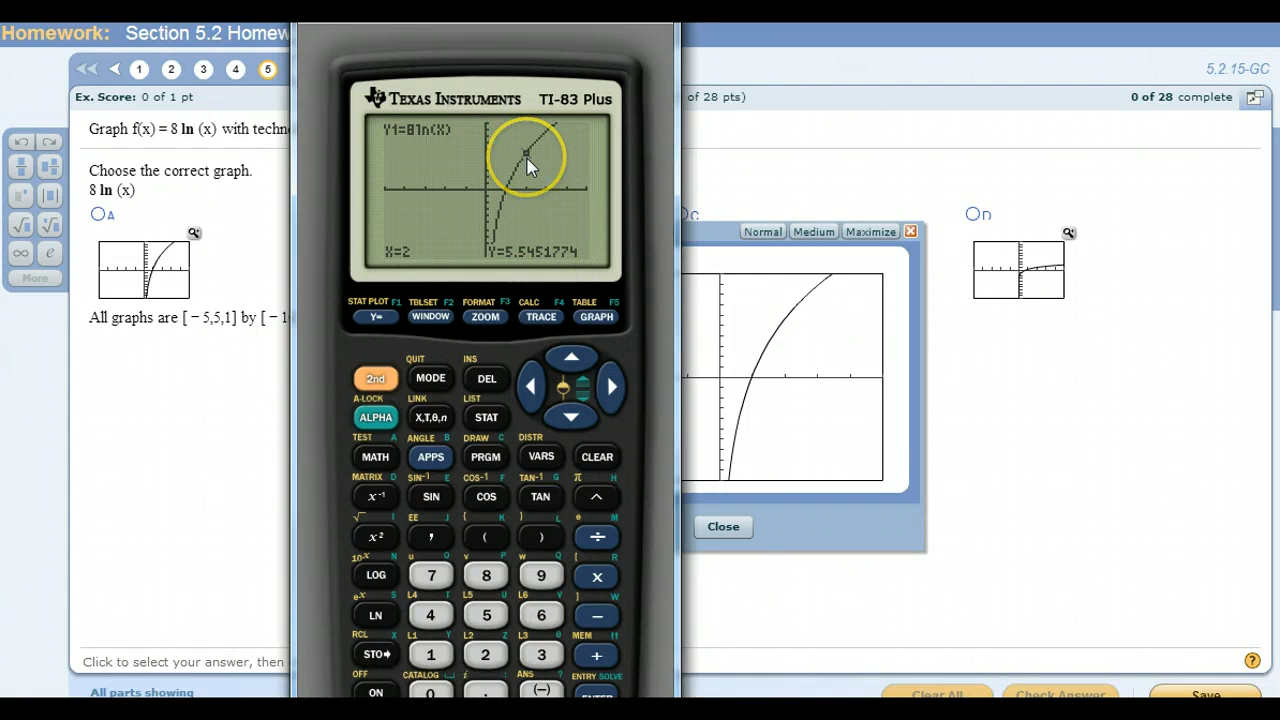 Homework: Section 5.2 Homew
1 2 3 4 5
5.2.15-GC
Ex. Score: 0 of 1 pt
of 28 pts)
0 of 28 complete
Graph f(x) = 8 ln (x) with techn
Choose the correct graph.
8 ln (x)
A
C
D
All graphs are [ − 5,5,1] by [ − 1
More
Normal Medium Maximize
Close
Click to select your answer, then
All parts showing
Clear All
Check Answer
Save
TEXAS INSTRUMENTS TI-83 Plus
Y1=8ln(X)
X=2
Y=5.5451774
STAT PLOT F1 TBLSET F2 FORMAT F3 CALC F4 TABLE F5
Y= WINDOW ZOOM TRACE GRAPH
QUIT INS
2nd MODE DEL
A-LOCK LINK LIST
ALPHA X,T,θ,n STAT
TEST A ANGLE B DRAW C DISTR
MATH APPS PRGM VARS CLEAR
MATRIX D SIN⁻¹ E COS⁻¹ F TAN⁻¹ G π H
x⁻¹ SIN COS TAN ^
√ I EE J { K } L e M
x² , ( ) ÷
10ˣ N u O v P w Q [ R
LOG 7 8 9 x
eˣ S L4 T L5 U L6 V ] W
LN 4 5 6 −
RCL X L1 Y L2 Z L3 θ MEM "
STO→ 1 2 3 +
OFF CATALOG i : ANS ? ENTRY SOLVE
ON 0 . (−) ENTER